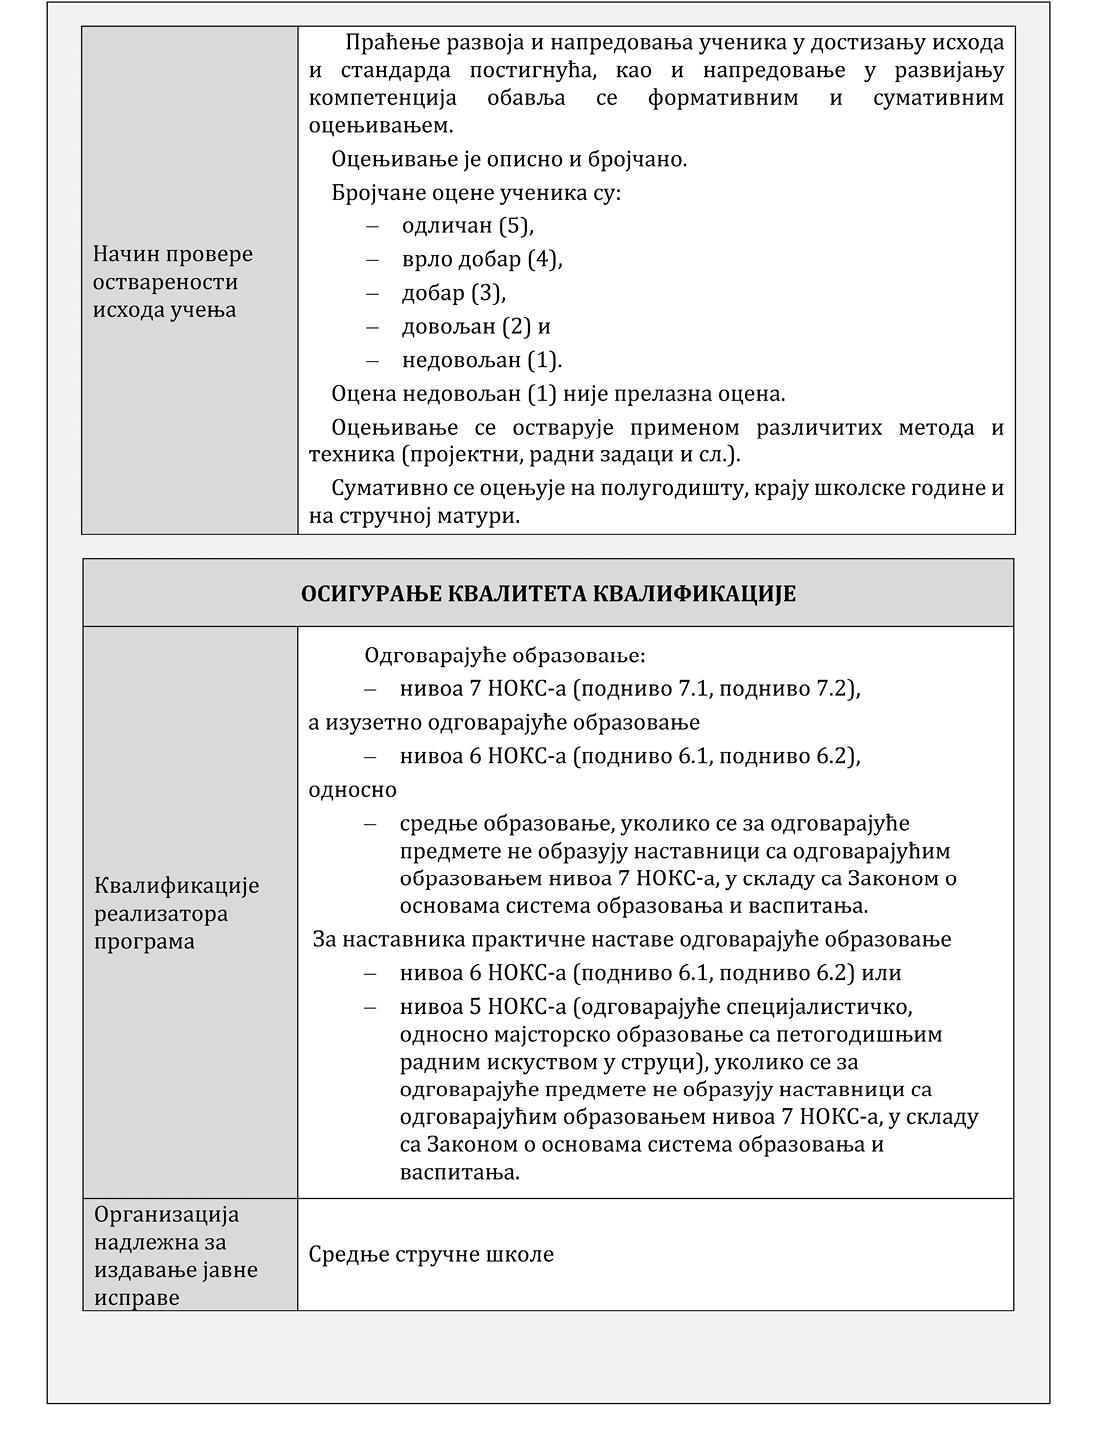 Праћење развоја и напредовања ученика у достизању исхода
и стандарда постигнућа, као и напредовање у развијању
компетенција обавља се формативним и сумативним
оцењивањем.
Оцењивање је описно и бројчано.
Бројчане оцене ученика су:
– одличан (5),
– врло добар (4),
– добар (3),
– довољан (2) и
– недовољан (1).
Оцена недовољан (1) није прелазна оцена.
Оцењивање се остварује применом различитих метода и
техника (пројектни, радни задаци и сл.).
Сумативно се оцењује на полугодишту, крају школске године и
на стручној матури.
Начин провере
остварености
исхода учења
ОСИГУРАЊЕ КВАЛИТЕТА КВАЛИФИКАЦИЈЕ
Квалификације
реализатора
програма
Одговарајуће образовање:
– нивоа 7 НОКС-а (подниво 7.1, подниво 7.2),
а изузетно одговарајуће образовање
– нивоа 6 НОКС-а (подниво 6.1, подниво 6.2),
односно
– средње образовање, уколико се за одговарајуће
предмете не образују наставници са одговарајућим
образовањем нивоа 7 НОКС-а, у складу са Законом о
основама система образовања и васпитања.
За наставника практичне наставе одговарајуће образовање
– нивоа 6 НОКС-а (подниво 6.1, подниво 6.2) или
– нивоа 5 НОКС-а (одговарајуће специјалистичко,
односно мајсторско образовање са петогодишњим
радним искуством у струци), уколико се за
одговарајуће предмете не образују наставници са
одговарајућим образовањем нивоа 7 НОКС-а, у складу
са Законом о основама система образовања и
васпитања.
Организација
надлежна за
издавање јавне
исправе
Средње стручне школе